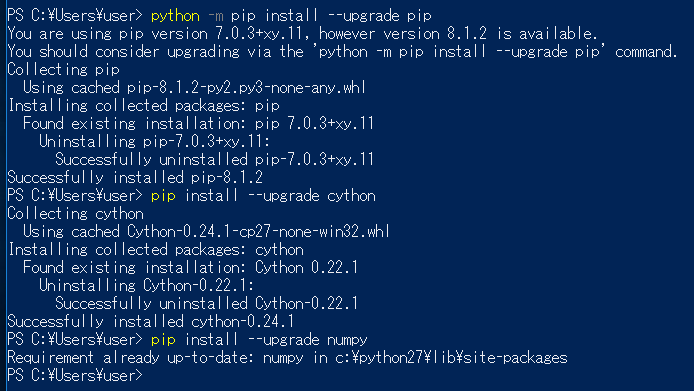 PS C:¥Users¥user> python -m pip install --upgrade pip
You are using pip version 7.0.3+xy.11, however version 8.1.2 is available.
You should consider upgrading via the 'python -m pip install --upgrade pip' command.
Collecting pip
  Using cached pip-8.1.2-py2.py3-none-any.whl
Installing collected packages: pip
  Found existing installation: pip 7.0.3+xy.11
    Uninstalling pip-7.0.3+xy.11:
      Successfully uninstalled pip-7.0.3+xy.11
Successfully installed pip-8.1.2
PS C:¥Users¥user> pip install --upgrade cython
Collecting cython
  Using cached Cython-0.24.1-cp27-none-win32.whl
Installing collected packages: cython
  Found existing installation: Cython 0.22.1
    Uninstalling Cython-0.22.1:
      Successfully uninstalled Cython-0.22.1
Successfully installed cython-0.24.1
PS C:¥Users¥user> pip install --upgrade numpy
Requirement already up-to-date: numpy in c:¥python27¥lib¥site-packages
PS C:¥Users¥user>